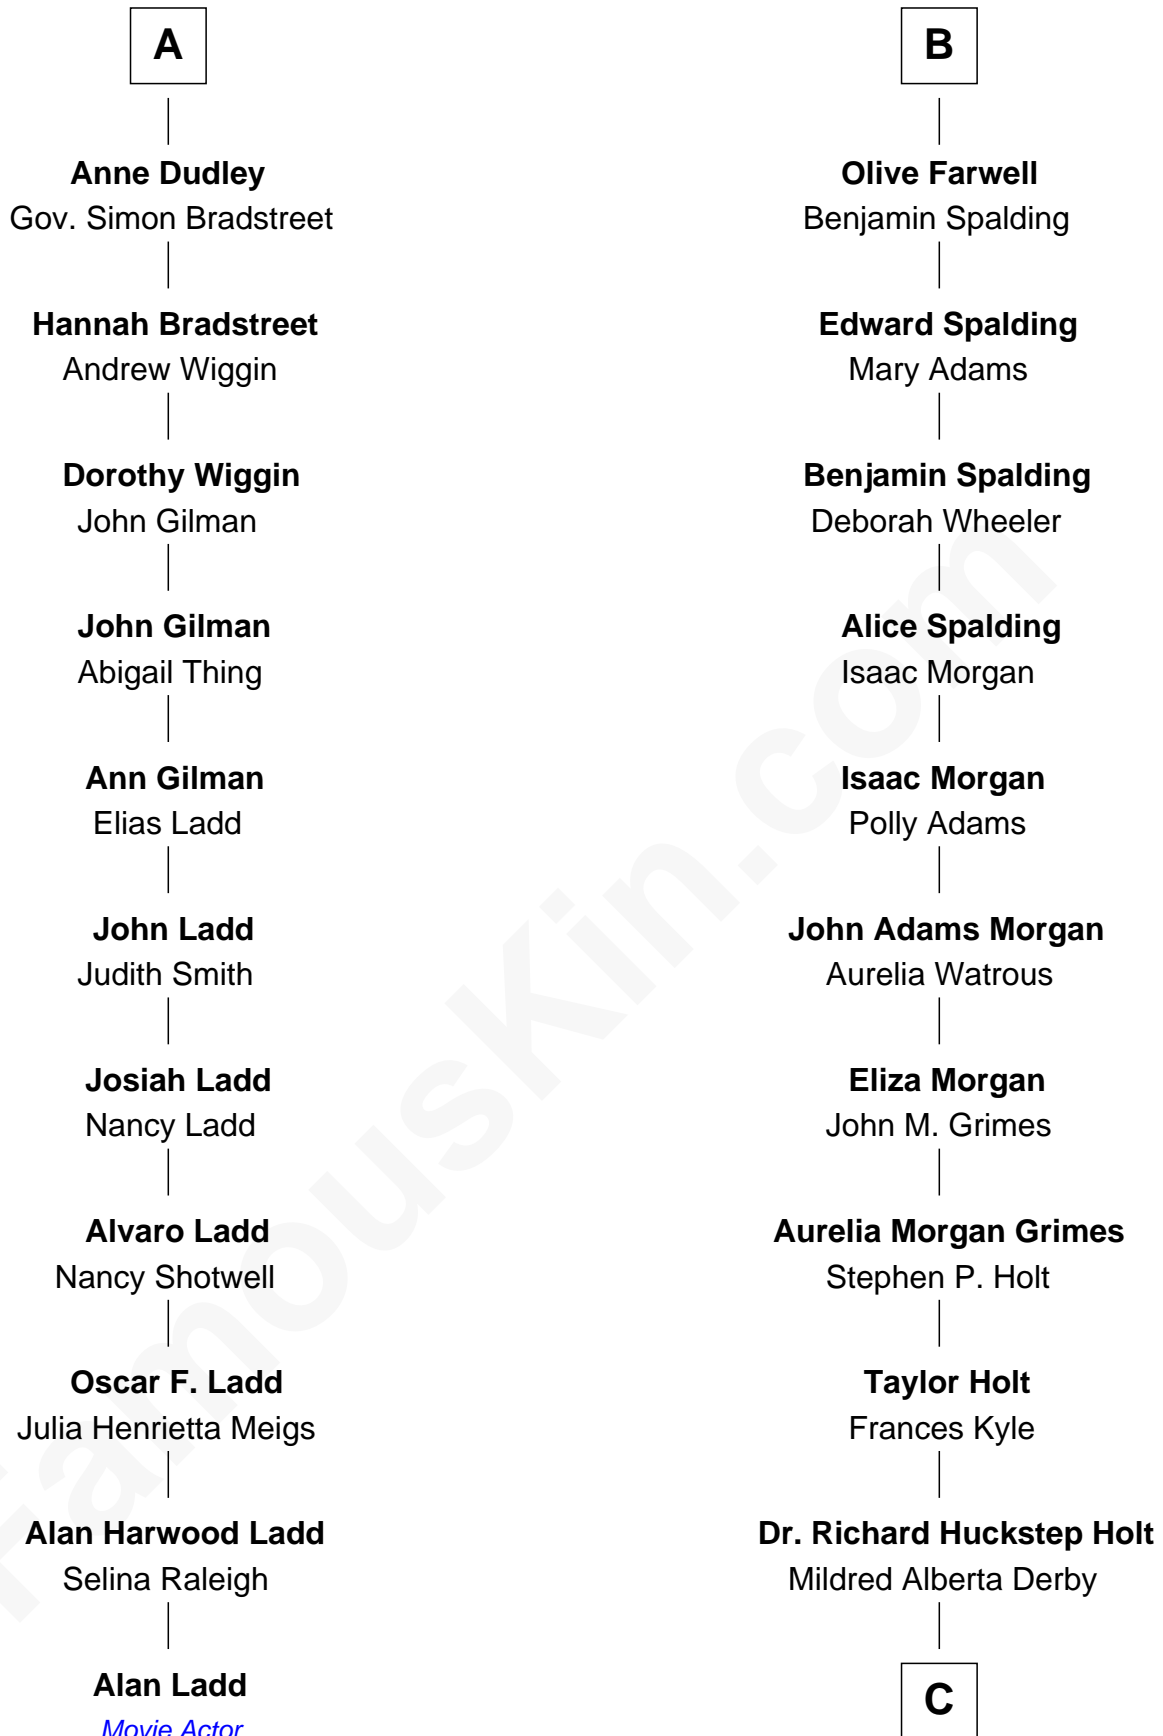 A
Anne Dudley
Gov. Simon Bradstreet
Hannah Bradstreet
Andrew Wiggin
Dorothy Wiggin
John Gilman
John Gilman
Abigail Thing
Ann Gilman
Elias Ladd
John Ladd
Judith Smith
Josiah Ladd
Nancy Ladd
Alvaro Ladd
Nancy Shotwell
Oscar F. Ladd
Julia Henrietta Meigs
Alan Harwood Ladd
Selina Raleigh
Alan Ladd
Movie Actor
B
Olive Farwell
Benjamin Spalding
Edward Spalding
Mary Adams
Benjamin Spalding
Deborah Wheeler
Alice Spalding
Isaac Morgan
Isaac Morgan
Polly Adams
John Adams Morgan
Aurelia Watrous
Eliza Morgan
John M. Grimes
Aurelia Morgan Grimes
Stephen P. Holt
Taylor Holt
Frances Kyle
Dr. Richard Huckstep Holt
Mildred Alberta Derby
C
FamousKin.com